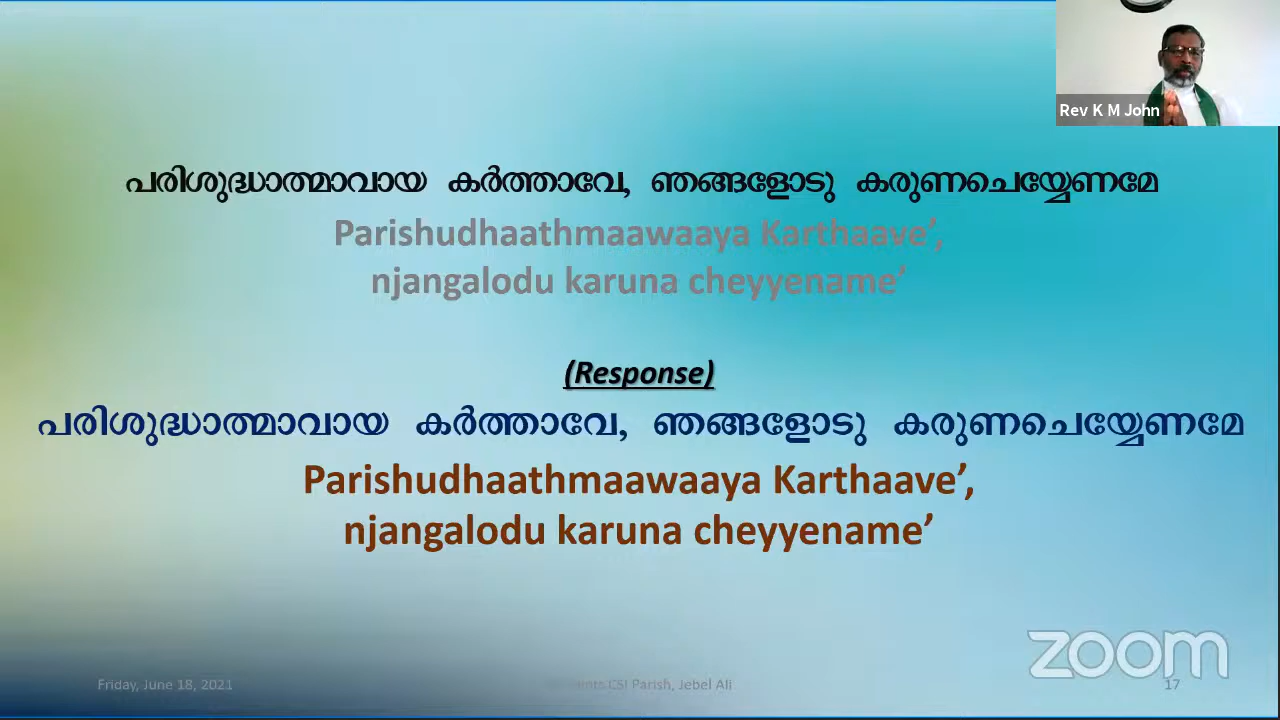 Rev K M John
പരിശുദ്ധാത്മാവായ കർത്താവേ, ഞങ്ങളോടു കരുണചെയ്യേണമേ
Parishudhaathmaawaaya Karthaave’,
njangalodu karuna cheyyename’
(Response)
പരിശുദ്ധാത്മാവായ കർത്താവേ, ഞങ്ങളോടു കരുണചെയ്യേണമേ
Parishudhaathmaawaaya Karthaave’,
njangalodu karuna cheyyename’
zoom
Friday, June 18, 2021
CSI Parish, Jebel Ali
17